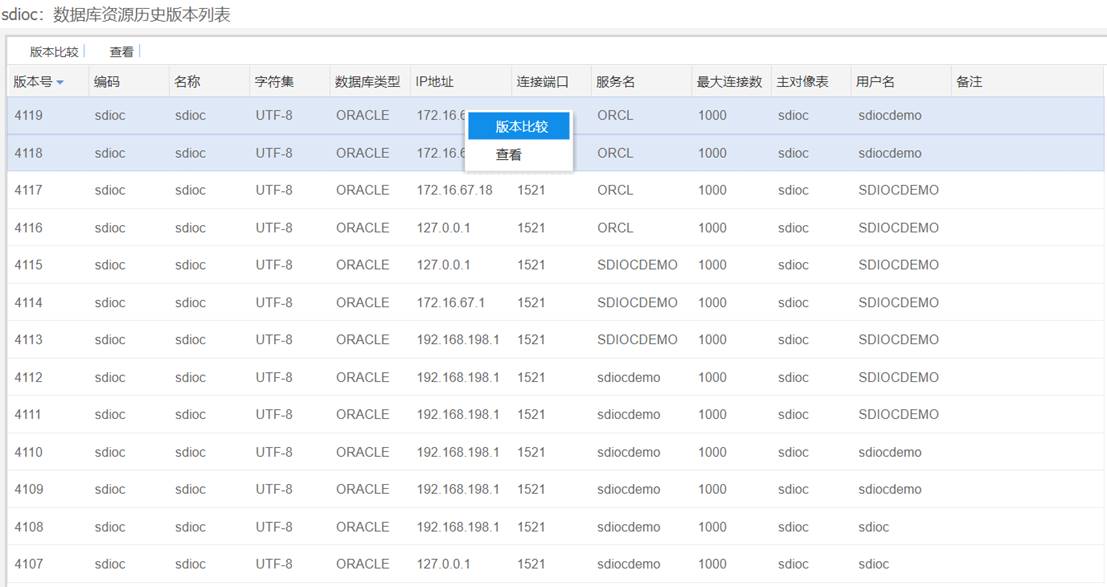 sdioc：数据库资源历史版本列表
版本比较 查看
版本号 编码 名称 字符集 数据库类型 IP地址 连接端口 服务名 最大连接数 主对像表 用户名 备注
4119 sdioc sdioc UTF-8 ORACLE 172.16.6 ORCL 1000 sdioc sdiocdemo
版本比较
4118 sdioc sdioc UTF-8 ORACLE 172.16.6 ORCL 1000 sdioc sdiocdemo
查看
4117 sdioc sdioc UTF-8 ORACLE 172.16.67.18 1521 ORCL 1000 sdioc SDIOCDEMO
4116 sdioc sdioc UTF-8 ORACLE 127.0.0.1 1521 ORCL 1000 sdioc SDIOCDEMO
4115 sdioc sdioc UTF-8 ORACLE 127.0.0.1 1521 SDIOCDEMO 1000 sdioc SDIOCDEMO
4114 sdioc sdioc UTF-8 ORACLE 172.16.67.1 1521 SDIOCDEMO 1000 sdioc SDIOCDEMO
4113 sdioc sdioc UTF-8 ORACLE 192.168.198.1 1521 SDIOCDEMO 1000 sdioc SDIOCDEMO
4112 sdioc sdioc UTF-8 ORACLE 192.168.198.1 1521 sdiocdemo 1000 sdioc SDIOCDEMO
4111 sdioc sdioc UTF-8 ORACLE 192.168.198.1 1521 sdiocdemo 1000 sdioc SDIOCDEMO
4110 sdioc sdioc UTF-8 ORACLE 192.168.198.1 1521 sdiocdemo 1000 sdioc sdiocdemo
4109 sdioc sdioc UTF-8 ORACLE 192.168.198.1 1521 sdiocdemo 1000 sdioc sdiocdemo
4108 sdioc sdioc UTF-8 ORACLE 192.168.198.1 1521 sdiocdemo 1000 sdioc sdioc
4107 sdioc sdioc UTF-8 ORACLE 127.0.0.1 1521 sdiocdemo 1000 sdioc sdioc